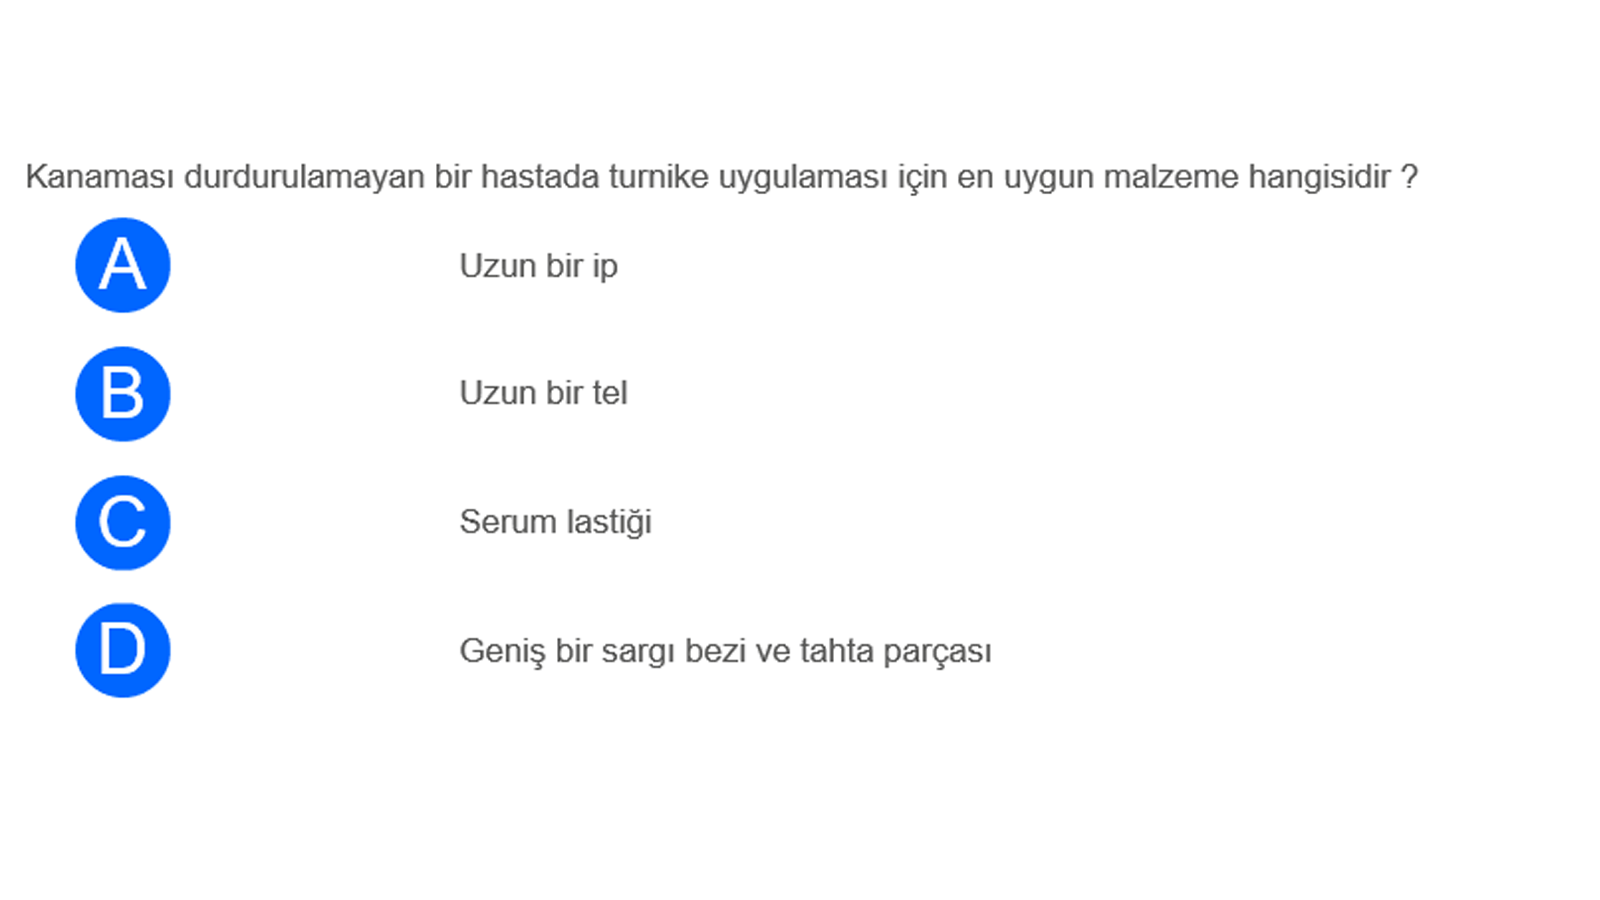 Kanaması durdurulamayan bir hastada turnike uygulaması için en uygun malzeme hangisidir ?
A Uzun bir ip
B Uzun bir tel
C Serum lastiği
D Geniş bir sargı bezi ve tahta parçası